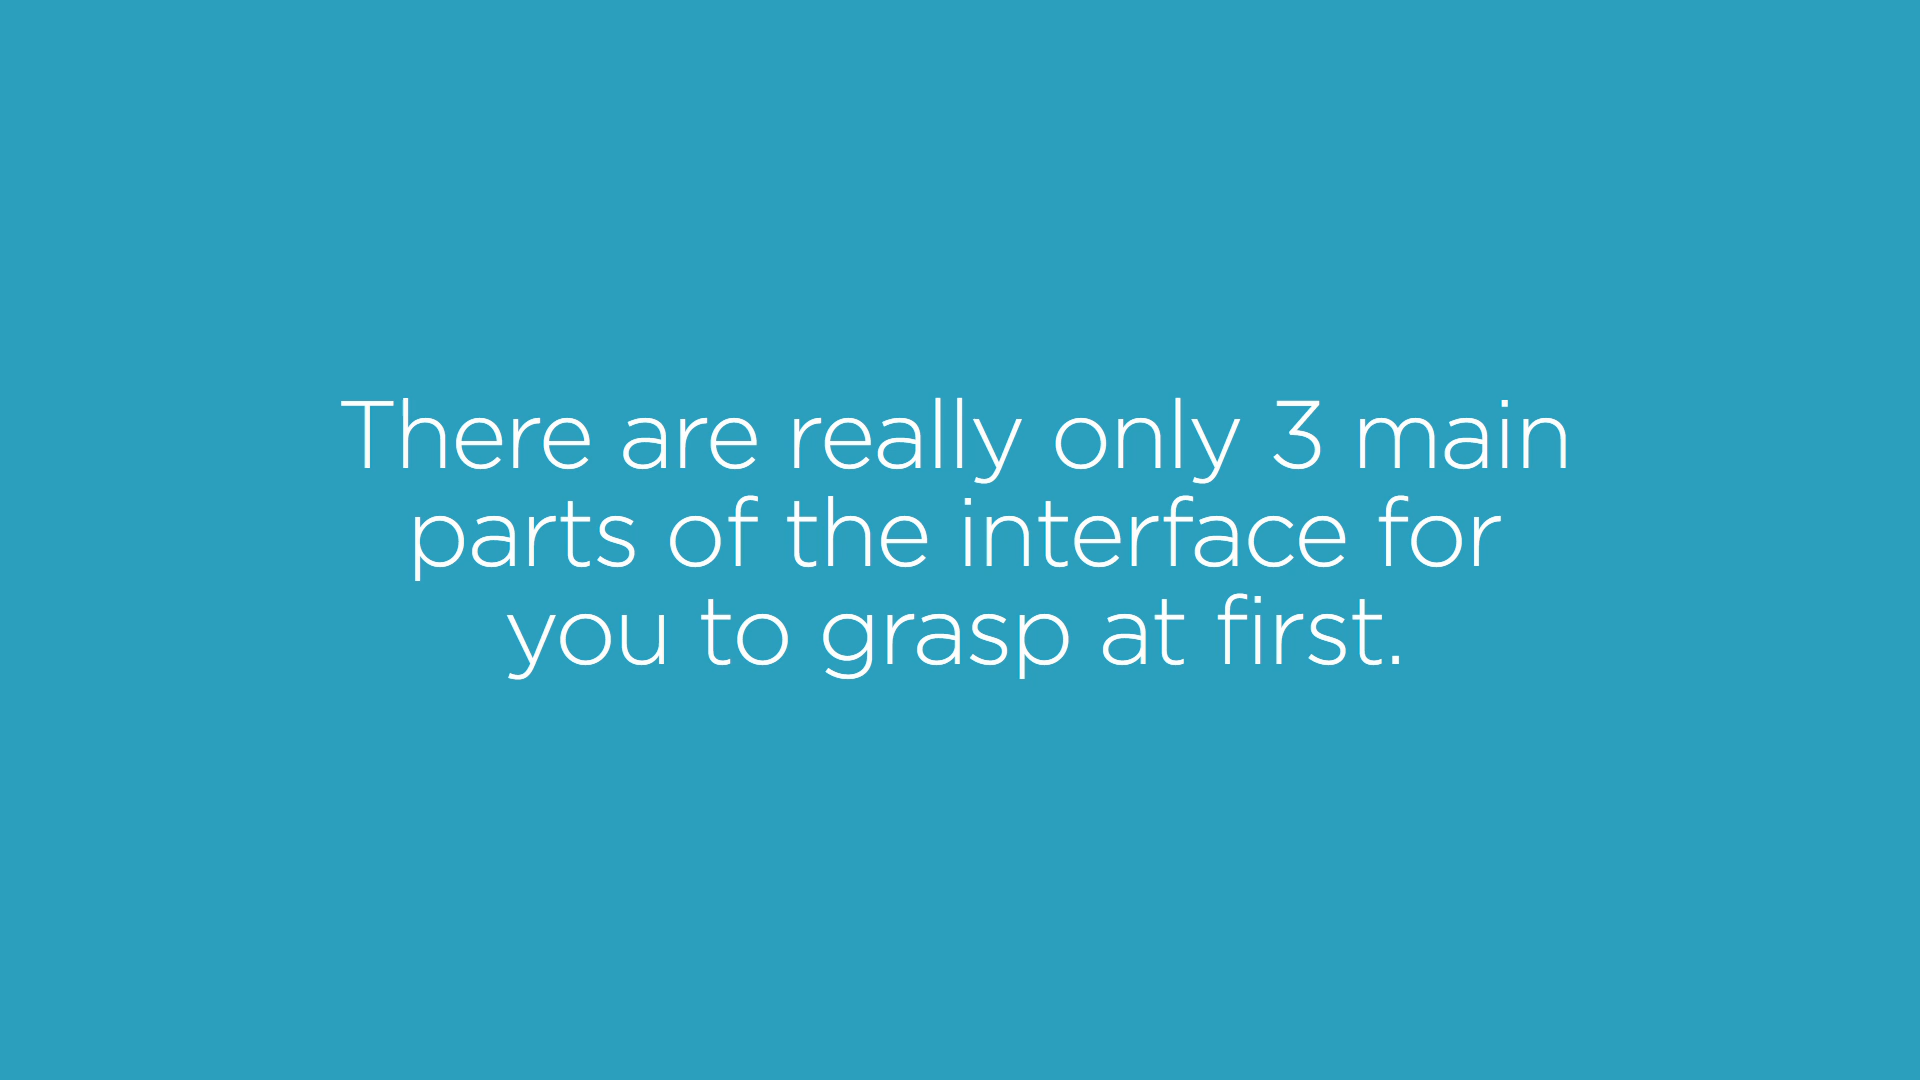 There are really only 3 main
parts of the interface for
you to grasp at first.